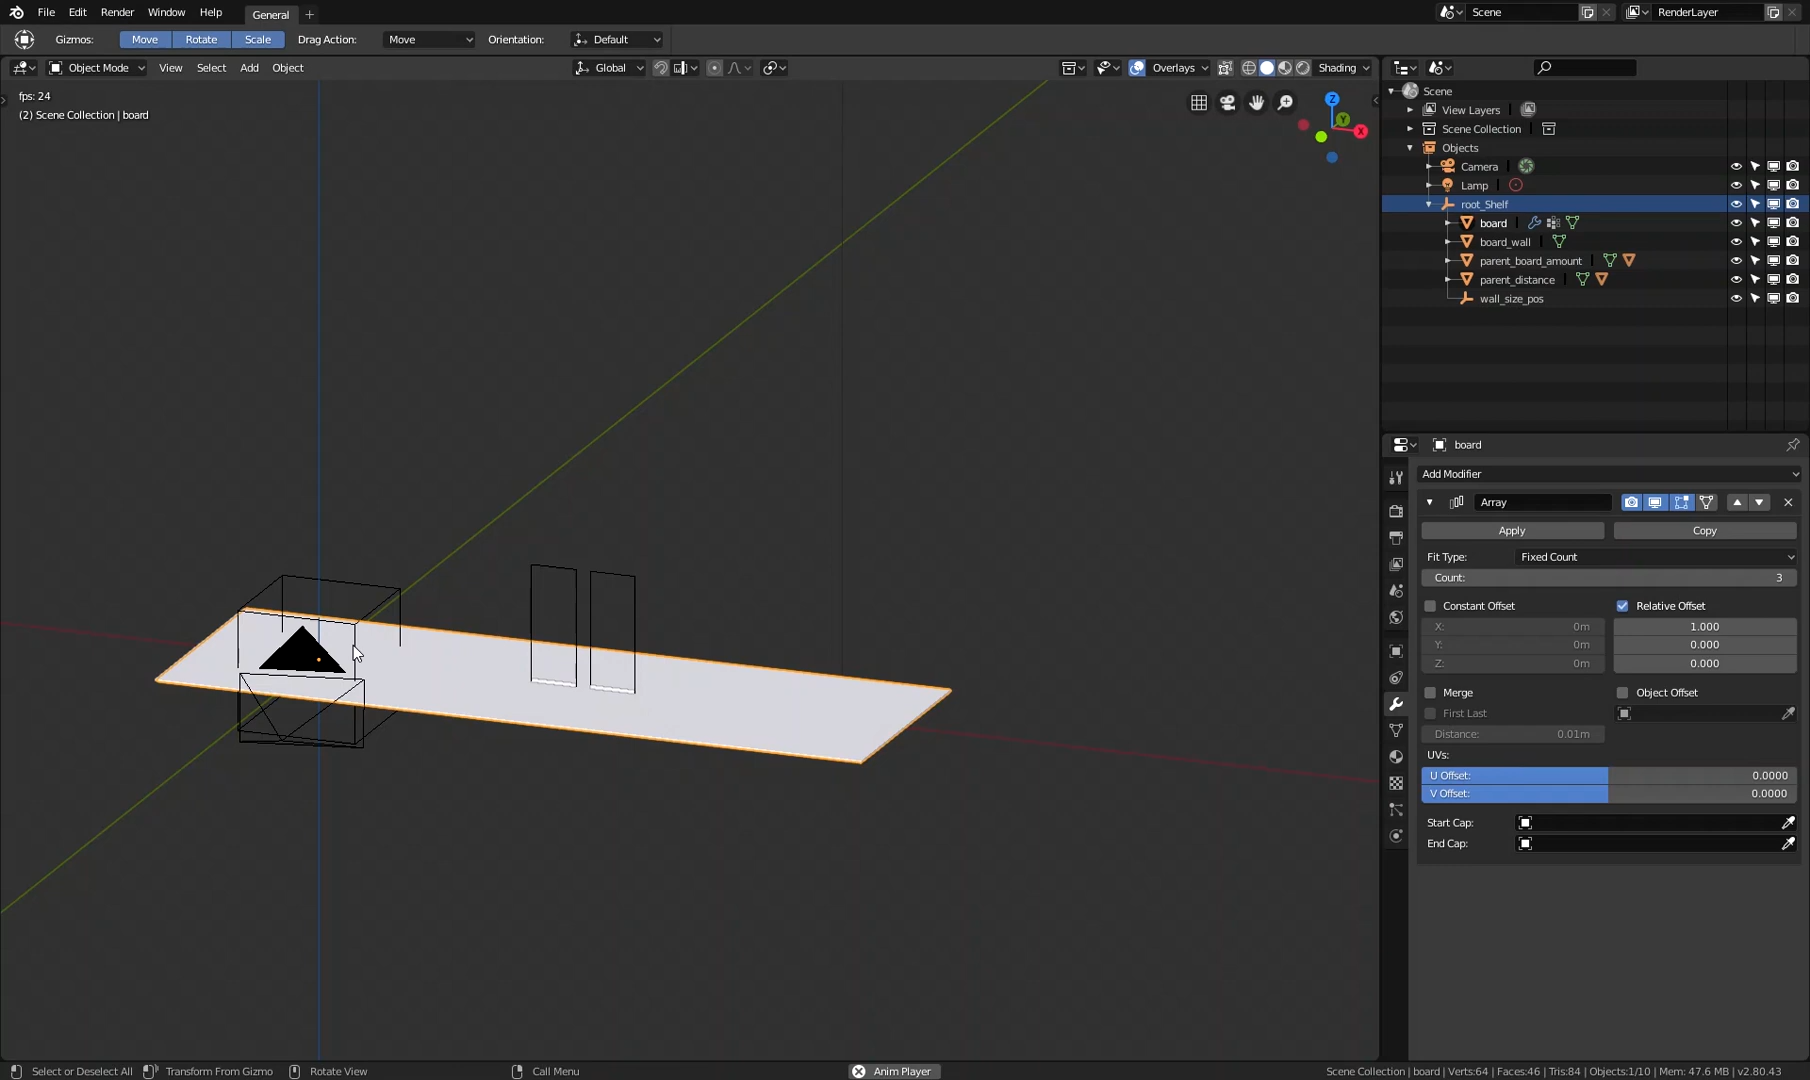 File Edit Render Window Help General + Scene RenderLayer
Gizmos: Move Rotate Scale Drag Action: Move Orientation: Default
Object Mode View Select Add Object Global Overlays Shading
fps: 24
(2) Scene Collection | board
Z
Y
X
Scene
View Layers
Scene Collection
Objects
Camera
Lamp
root_Shelf
board
board_wall
parent_board_amount
parent_distance
wall_size_pos
board
Add Modifier
Array
Apply Copy
Fit Type: Fixed Count
Count: 3
Constant Offset Relative Offset
X: 0m 1.000
Y: 0m 0.000
Z: 0m 0.000
Merge Object Offset
First Last
Distance: 0.01m
UVs:
U Offset: 0.0000
V Offset: 0.0000
Start Cap:
End Cap:
Select or Deselect All Transform From Gizmo Rotate View Call Menu Anim Player Scene Collection | board | Verts:64 | Faces:46 | Tris:84 | Objects:1/10 | Mem: 47.6 MB | v2.80.43